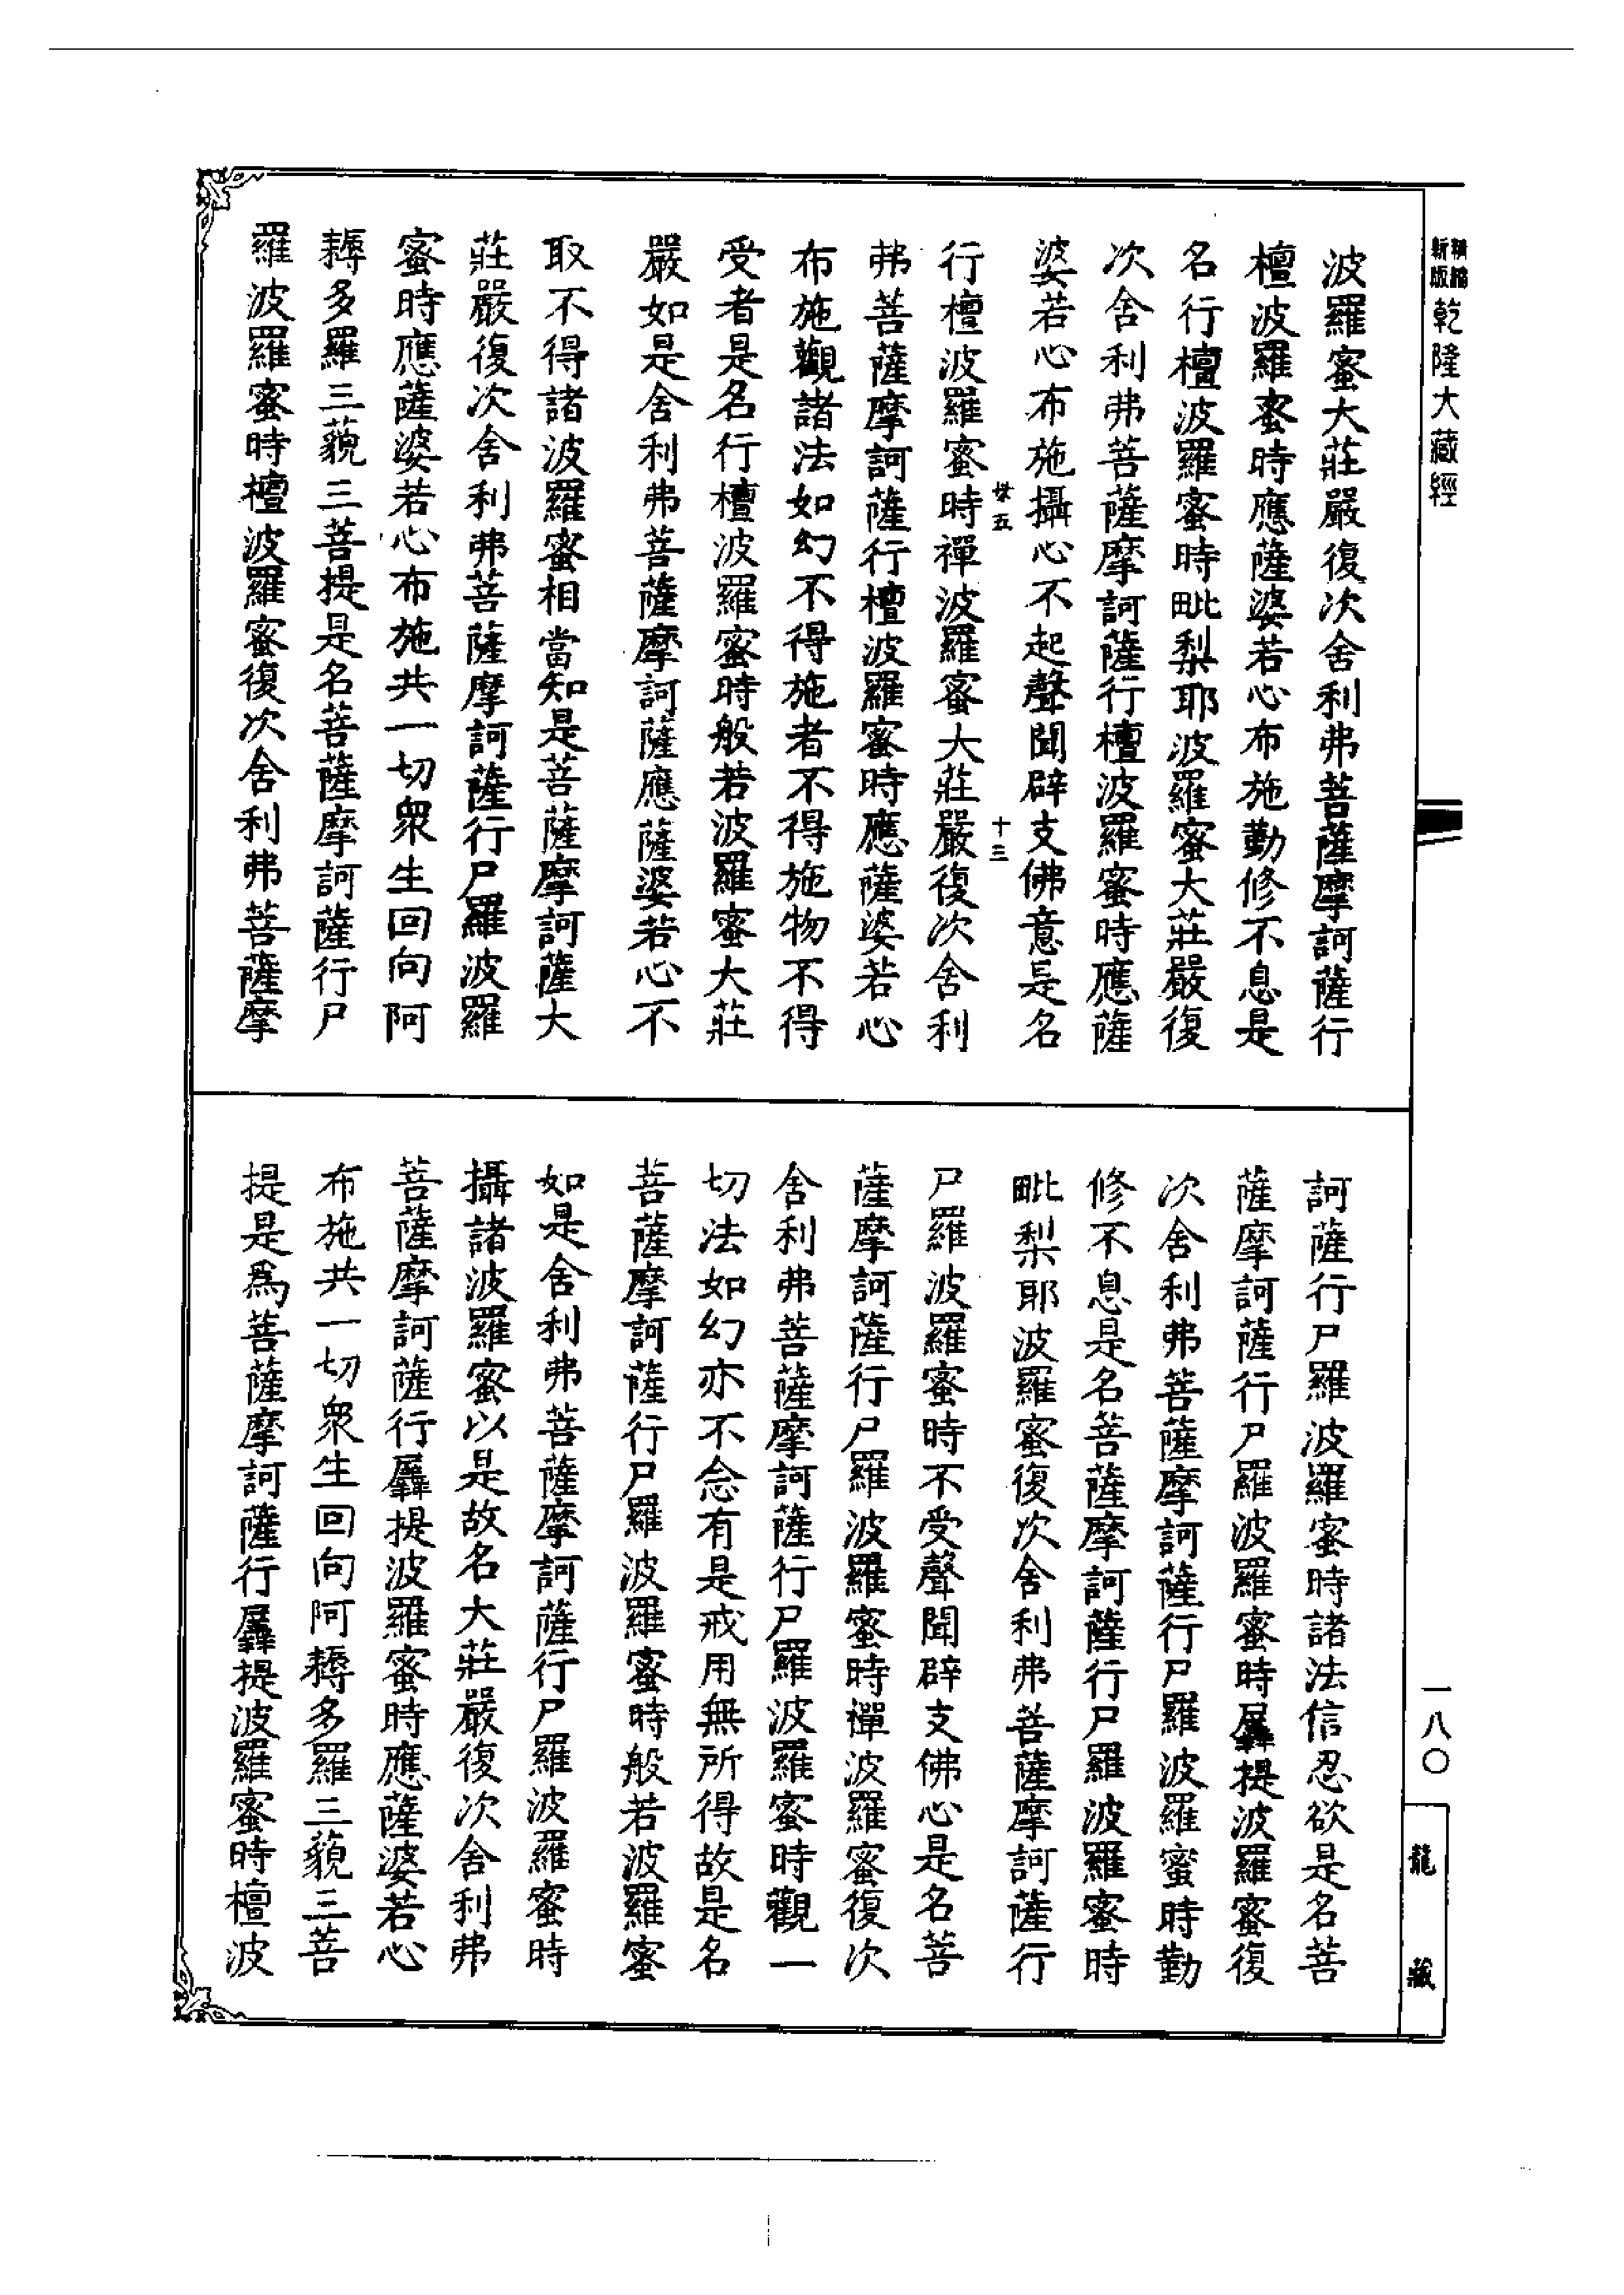 精縮
新版
乾隆大藏經
波羅蜜大莊嚴復次舍利弗菩薩摩訶薩行
檀波羅蜜時應薩婆若心布施勤修不息是
名行檀波羅蜜時毗梨耶波羅蜜大莊嚴復
次舍利弗菩薩摩訶薩行檀波羅蜜時應薩
婆若心布施攝心不起聲聞辟支佛意是名
十三
行檀波羅蜜時禪波羅蜜大莊嚴復次舍利
弗菩薩摩訶薩行檀波羅蜜時應薩婆若心
布施觀諸法如幻不得施者不得施物不得
受者是名行檀波羅蜜時般若波羅蜜大莊
嚴如是舍利弗菩薩摩訶薩應薩婆若心不
取不得諸波羅蜜相當知是菩薩摩訶薩大
莊嚴復次舍利弗菩薩摩訶薩行尸羅波羅
蜜時應薩婆若心布施共一切衆生回向阿
耨多羅三藐三菩提是名菩薩摩訶薩行尸
羅波羅蜜時檀波羅蜜復次舍利弗菩薩摩
訶薩行尸羅波羅蜜時諸法信忍欲是名菩
薩摩訶薩行尸羅波羅蜜時羼提波羅蜜復
次舍利弗菩薩摩訶薩行尸羅波羅蜜時勤
修不息是名菩薩摩訶薩行尸羅波羅蜜時
毗梨耶波羅蜜復次舍利弗菩薩摩訶薩行
尸羅波羅蜜時不受聲聞辟支佛心是名菩
薩摩訶薩行尸羅波羅蜜時禪波羅蜜復次
舍利弗菩薩摩訶薩行尸羅波羅蜜時觀一
切法如幻亦不念有是戒用無所得故是名
菩薩摩訶薩行尸羅波羅蜜時般若波羅蜜
如是舍利弗菩薩摩訶薩行尸羅波羅蜜時
攝諸波羅蜜以是故名大莊嚴復次舍利弗
菩薩摩訶薩行羼提波羅蜜時應薩婆若心
布施共一切衆生回向阿耨多羅三藐三菩
提是爲菩薩摩訶薩行羼提波羅蜜時檀波
一八〇
龍藏